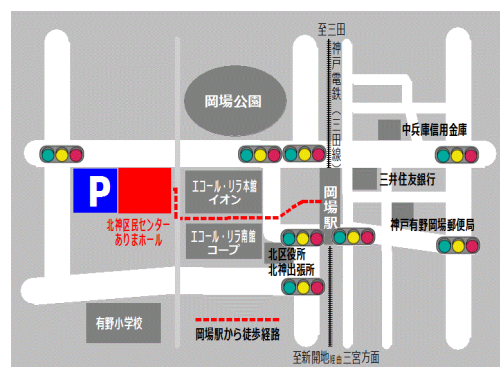 至三田
神戸電鉄（三田線）
岡場公園
中兵庫信用金庫
P
エコール・リラ本館
イオン
三井住友銀行
岡場駅
北神区民センター
ありまホール
神戸有野岡場郵便局
エコール・リラ南館
コープ
北区役所
北神出張所
有野小学校
岡場駅から徒歩経路
至新開地経由三宮方面